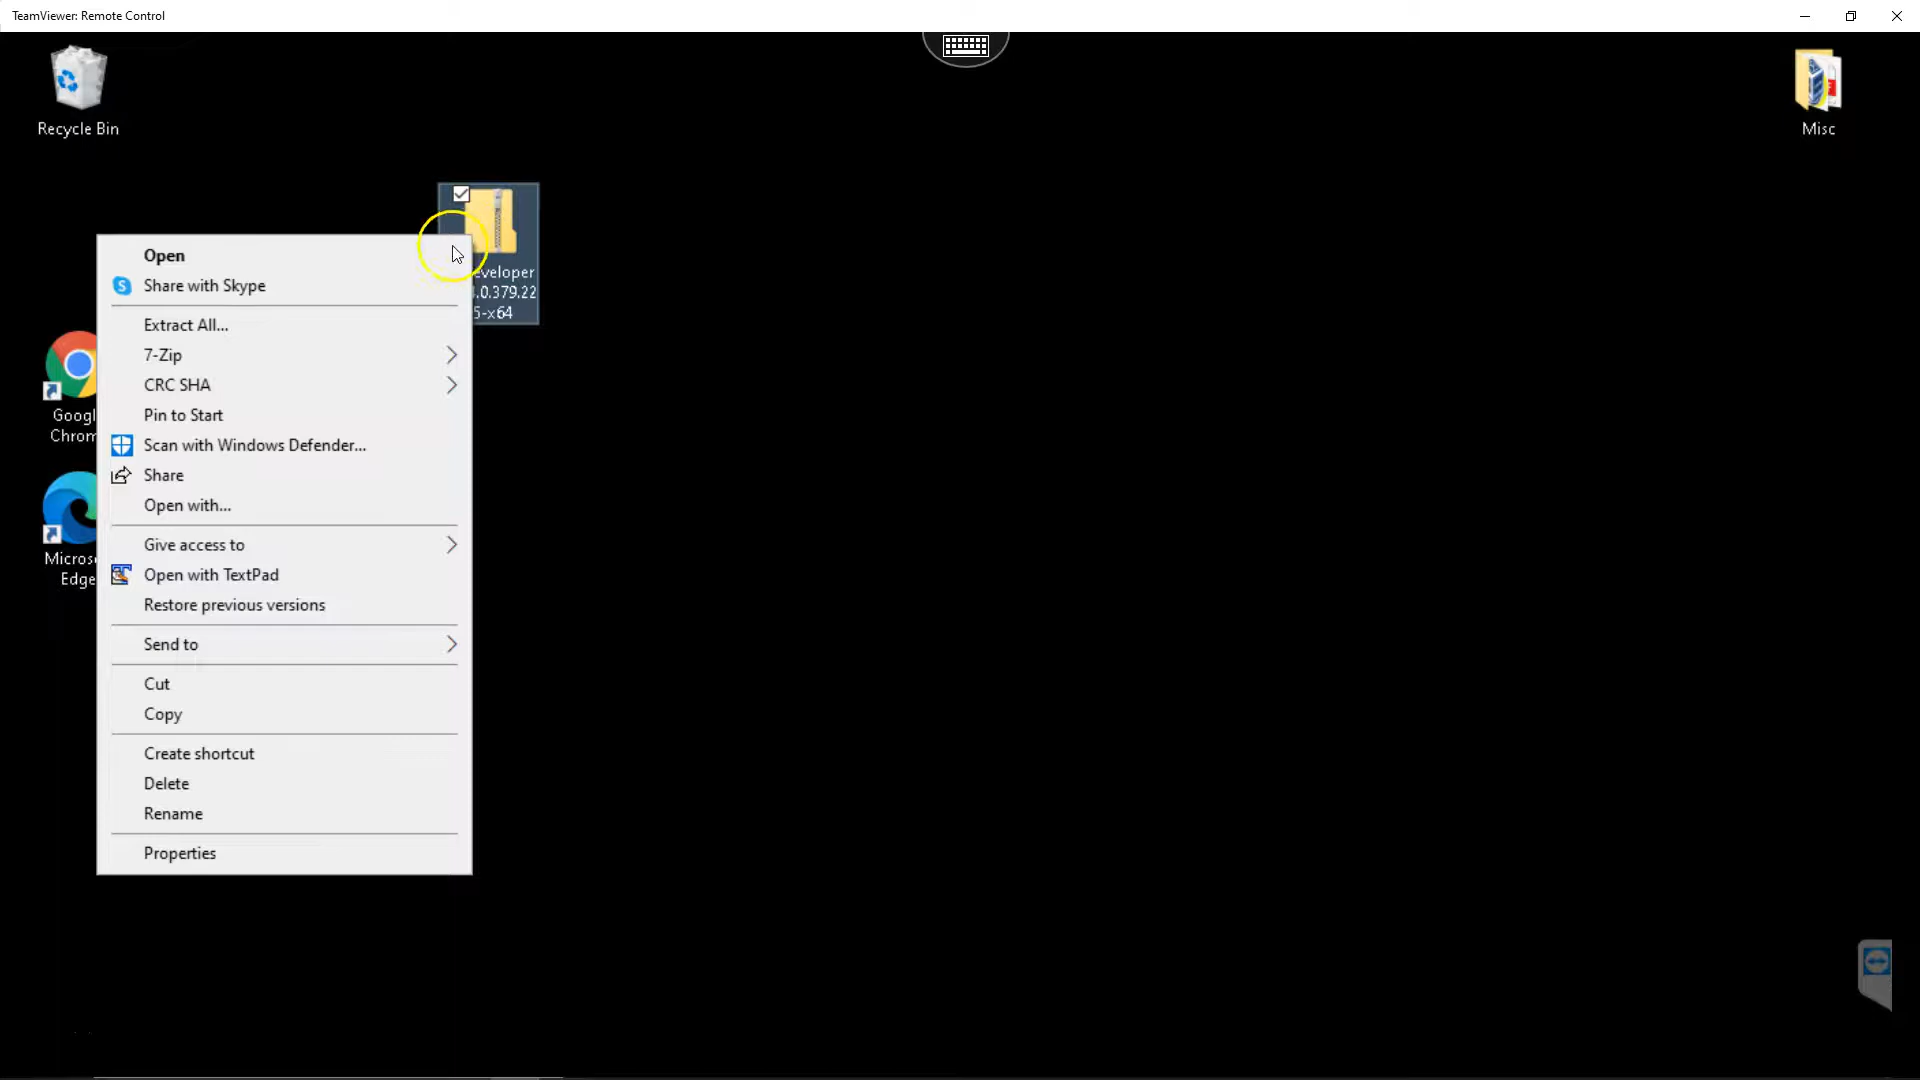 TeamViewer: Remote Control
Recycle Bin
Misc
eveloper
.0.379.22
5-x64
Open
Share with Skype
Extract All...
7-Zip
CRC SHA
Pin to Start
Scan with Windows Defender...
Share
Open with...
Give access to
Open with TextPad
Restore previous versions
Send to
Cut
Copy
Create shortcut
Delete
Rename
Properties
Googl
Chrom
Micros
Edge